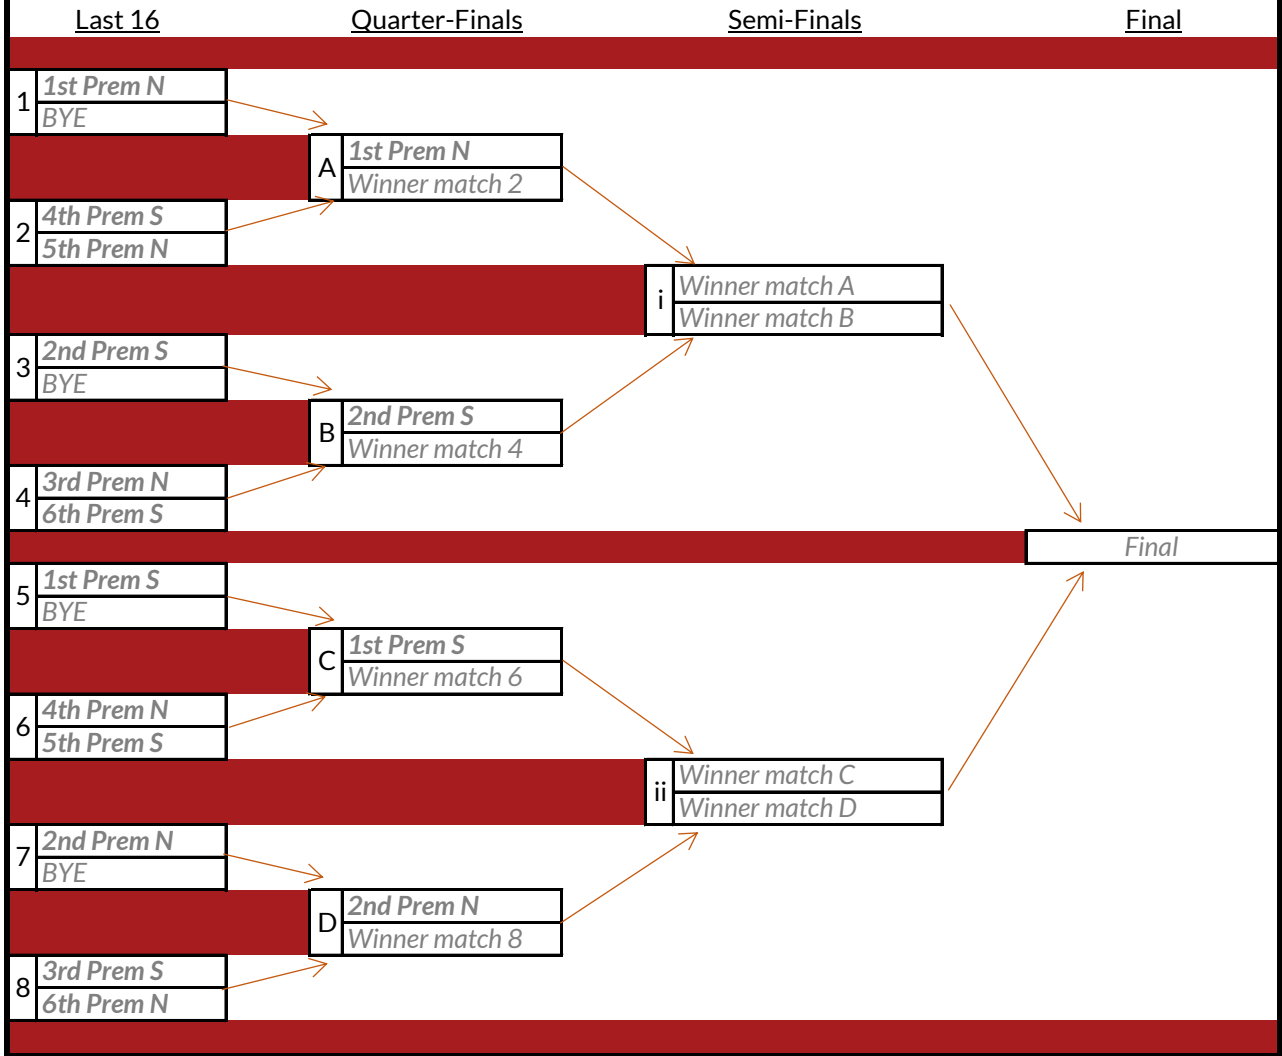 Last 16 Quarter-Finals Semi-Finals Final
1 1st Prem N
BYE
A 1st Prem N
Winner match 2
2 4th Prem S
5th Prem N
i Winner match A
Winner match B
3 2nd Prem S
BYE
B 2nd Prem S
Winner match 4
4 3rd Prem N
6th Prem S
Final
5 1st Prem S
BYE
C 1st Prem S
Winner match 6
6 4th Prem N
5th Prem S
ii Winner match C
Winner match D
7 2nd Prem N
BYE
D 2nd Prem N
Winner match 8
8 3rd Prem S
6th Prem N